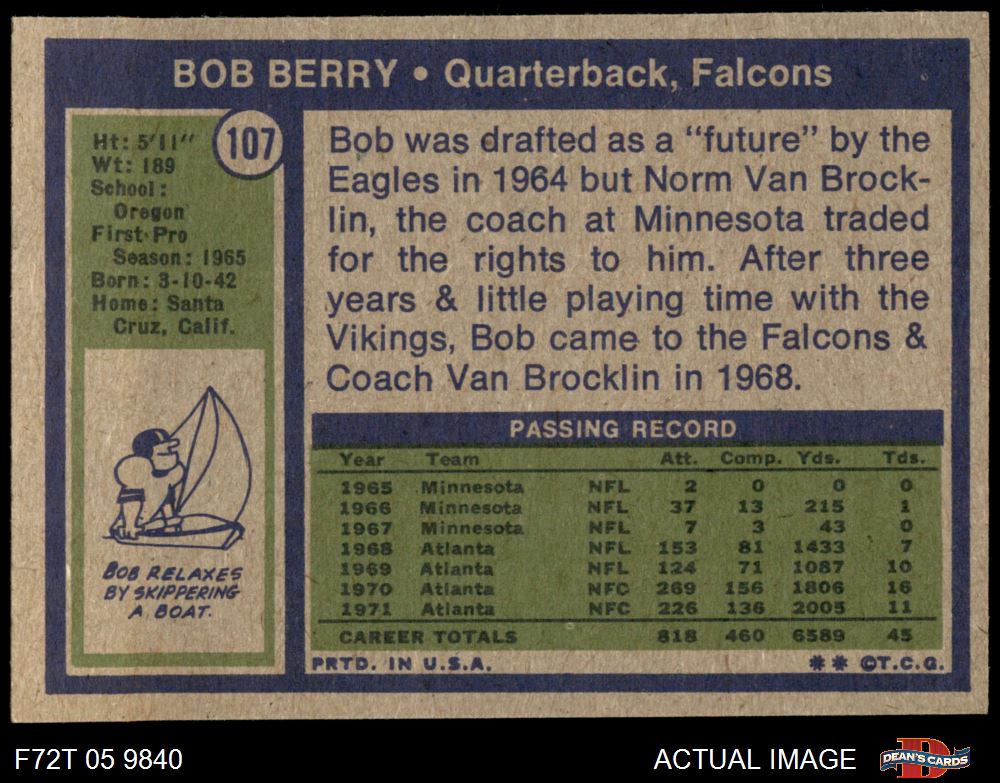 BOB BERRY • Quarterback, Falcons
107
Ht: 5'11"
Wt: 189
School:
Oregon
First Pro
Season: 1965
Born: 3-10-42
Home: Santa
Cruz, Calif.
BOB RELAXES
BY SKIPPERING
A BOAT.
Bob was drafted as a "future" by the
Eagles in 1964 but Norm Van Brock-
lin, the coach at Minnesota traded
for the rights to him. After three
years & little playing time with the
Vikings, Bob came to the Falcons &
Coach Van Brocklin in 1968.
PASSING RECORD
Year Team Att. Comp. Yds. Tds.
1965 Minnesota NFL 2 0 0 0
1966 Minnesota NFL 37 13 215 1
1967 Minnesota NFL 7 3 43 0
1968 Atlanta NFL 153 81 1433 7
1969 Atlanta NFL 124 71 1087 10
1970 Atlanta NFC 269 156 1806 16
1971 Atlanta NFC 226 136 2005 11
CAREER TOTALS 818 460 6589 45
PRTD. IN U.S.A. ** ©T.C.G.
F72T 05 9840 ACTUAL IMAGE DEAN'S CARDS